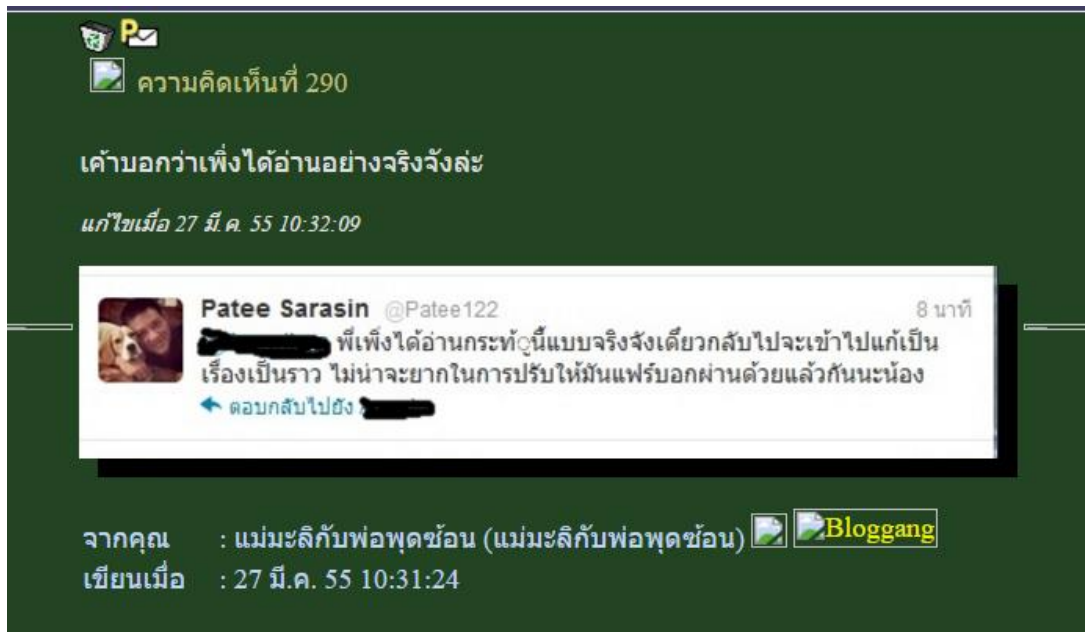 P
ความคิดเห็นที่ 290
เค้าบอกว่าเพิ่งได้อ่านอย่างจริงจังล่ะ
แก้ไขเมื่อ 27 มี.ค. 55 10:32:09
Patee Sarasin @Patee122 8 นาที
พี่เพิ่งได้อ่านกระท้ ูนี้แบบจริงจังเดี๋ยวกลับไปจะเข้าไปแก้เป็น
เรื่องเป็นราว ไม่น่าจะยากในการปรับให้มันแฟร์บอกผ่านด้วยแล้วกันนะน้อง
ตอบกลับไปยัง
จากคุณ : แม่มะลิกับพ่อพุดซ้อน (แม่มะลิกับพ่อพุดซ้อน) Bloggang
เขียนเมื่อ : 27 มี.ค. 55 10:31:24